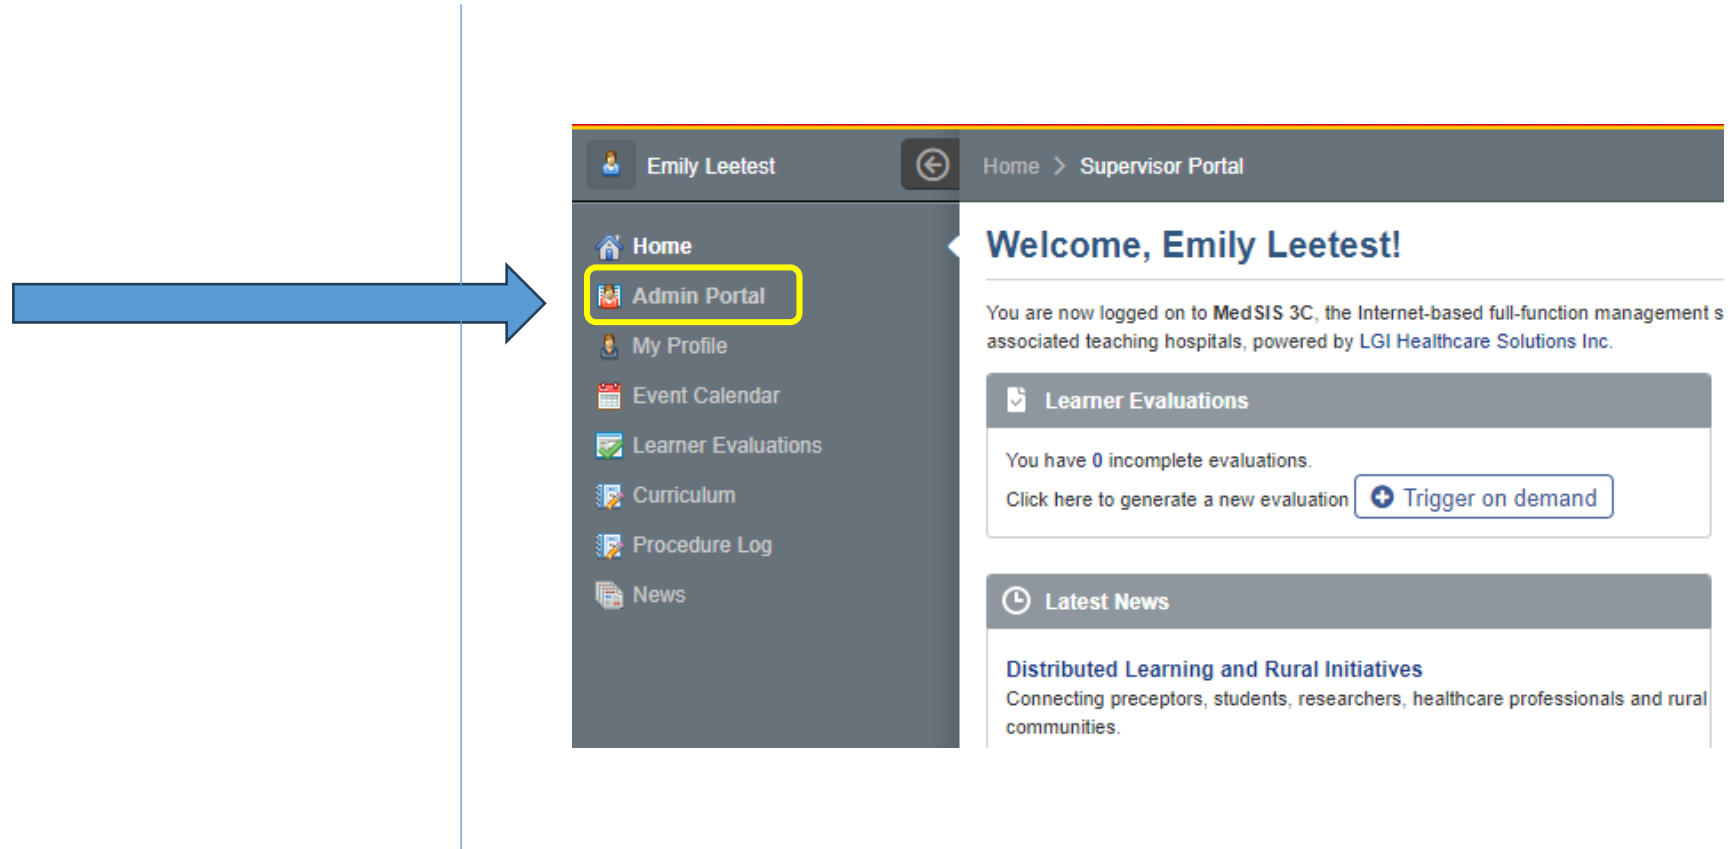 Emily Leetest
Home > Supervisor Portal
Home
Admin Portal
My Profile
Event Calendar
Learner Evaluations
Curriculum
Procedure Log
News
Welcome, Emily Leetest!
You are now logged on to MedSIS 3C, the Internet-based full-function management s
associated teaching hospitals, powered by LGI Healthcare Solutions Inc.
Learner Evaluations
You have 0 incomplete evaluations.
Click here to generate a new evaluation Trigger on demand
Latest News
Distributed Learning and Rural Initiatives
Connecting preceptors, students, researchers, healthcare professionals and rural
communities.